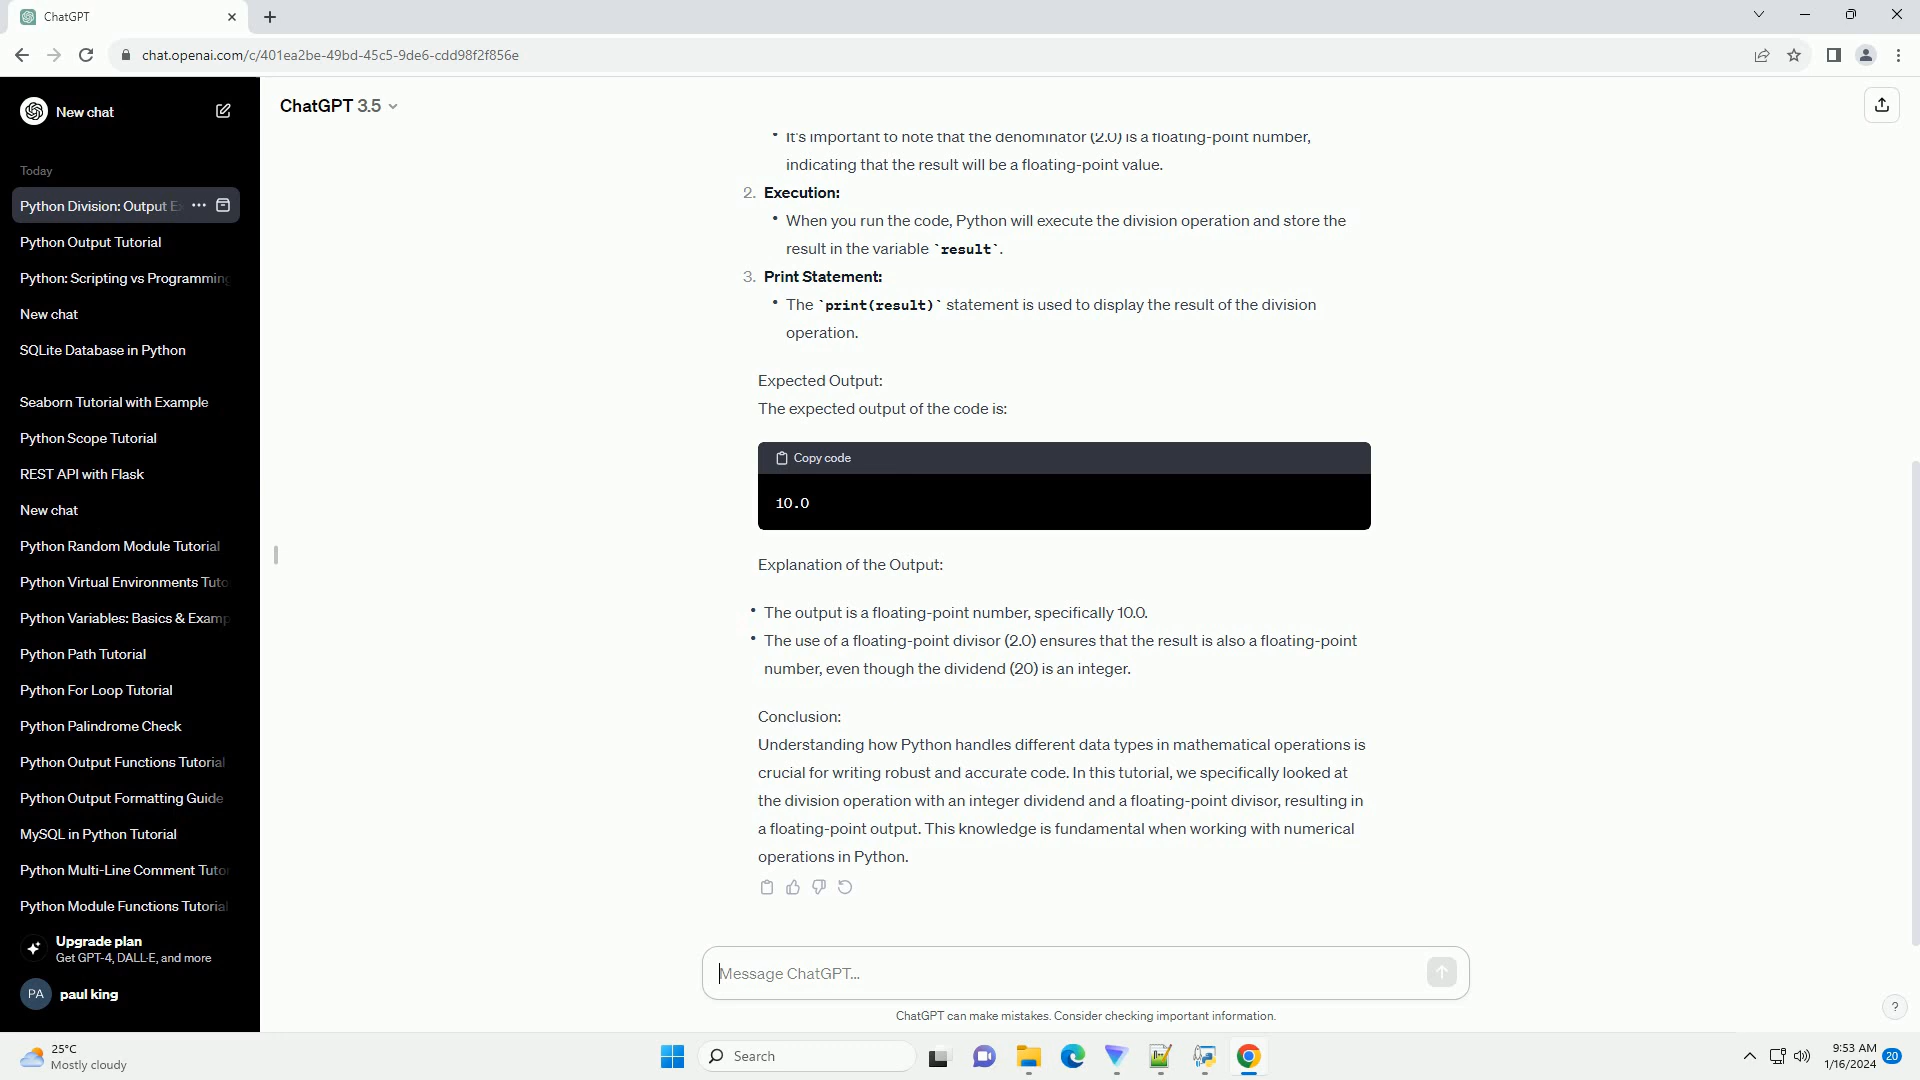 ChatGPT
chat.openai.com/c/401ea2be-49bd-45c5-9de6-cdd98f2f856e
New chat
Today
Python Division: Output Ex
Python Output Tutorial
Python: Scripting vs Programming
New chat
SQLite Database in Python
Seaborn Tutorial with Example
Python Scope Tutorial
REST API with Flask
New chat
Python Random Module Tutorial
Python Virtual Environments Tuto
Python Variables: Basics & Examp
Python Path Tutorial
Python For Loop Tutorial
Python Palindrome Check
Python Output Functions Tutorial
Python Output Formatting Guide
MySQL in Python Tutorial
Python Multi-Line Comment Tutor
Python Module Functions Tutorial
Upgrade plan
Get GPT-4, DALL·E, and more
PA paul king
ChatGPT 3.5
• It's important to note that the denominator (2.0) is a floating-point number,
indicating that the result will be a floating-point value.
2. Execution:
• When you run the code, Python will execute the division operation and store the
result in the variable `result`.
3. Print Statement:
• The `print(result)` statement is used to display the result of the division
operation.
Expected Output:
The expected output of the code is:
Copy code
10.0
Explanation of the Output:
• The output is a floating-point number, specifically 10.0.
• The use of a floating-point divisor (2.0) ensures that the result is also a floating-point
number, even though the dividend (20) is an integer.
Conclusion:
Understanding how Python handles different data types in mathematical operations is
crucial for writing robust and accurate code. In this tutorial, we specifically looked at
the division operation with an integer dividend and a floating-point divisor, resulting in
a floating-point output. This knowledge is fundamental when working with numerical
operations in Python.
Message ChatGPT...
ChatGPT can make mistakes. Consider checking important information.
?
25°C
Mostly cloudy
Search
9:53 AM
1/16/2024
20